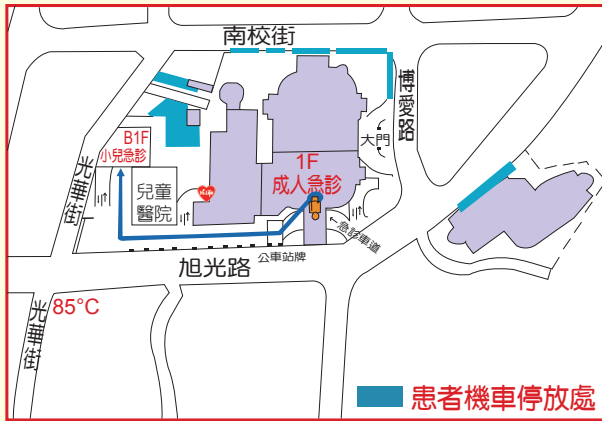 南校街
博愛路
大門
B1F
小兒急診
1F
成人急診
光華街
兒童
醫院
急診車道
公車站牌
旭光路
光華街
85°C
患者機車停放處